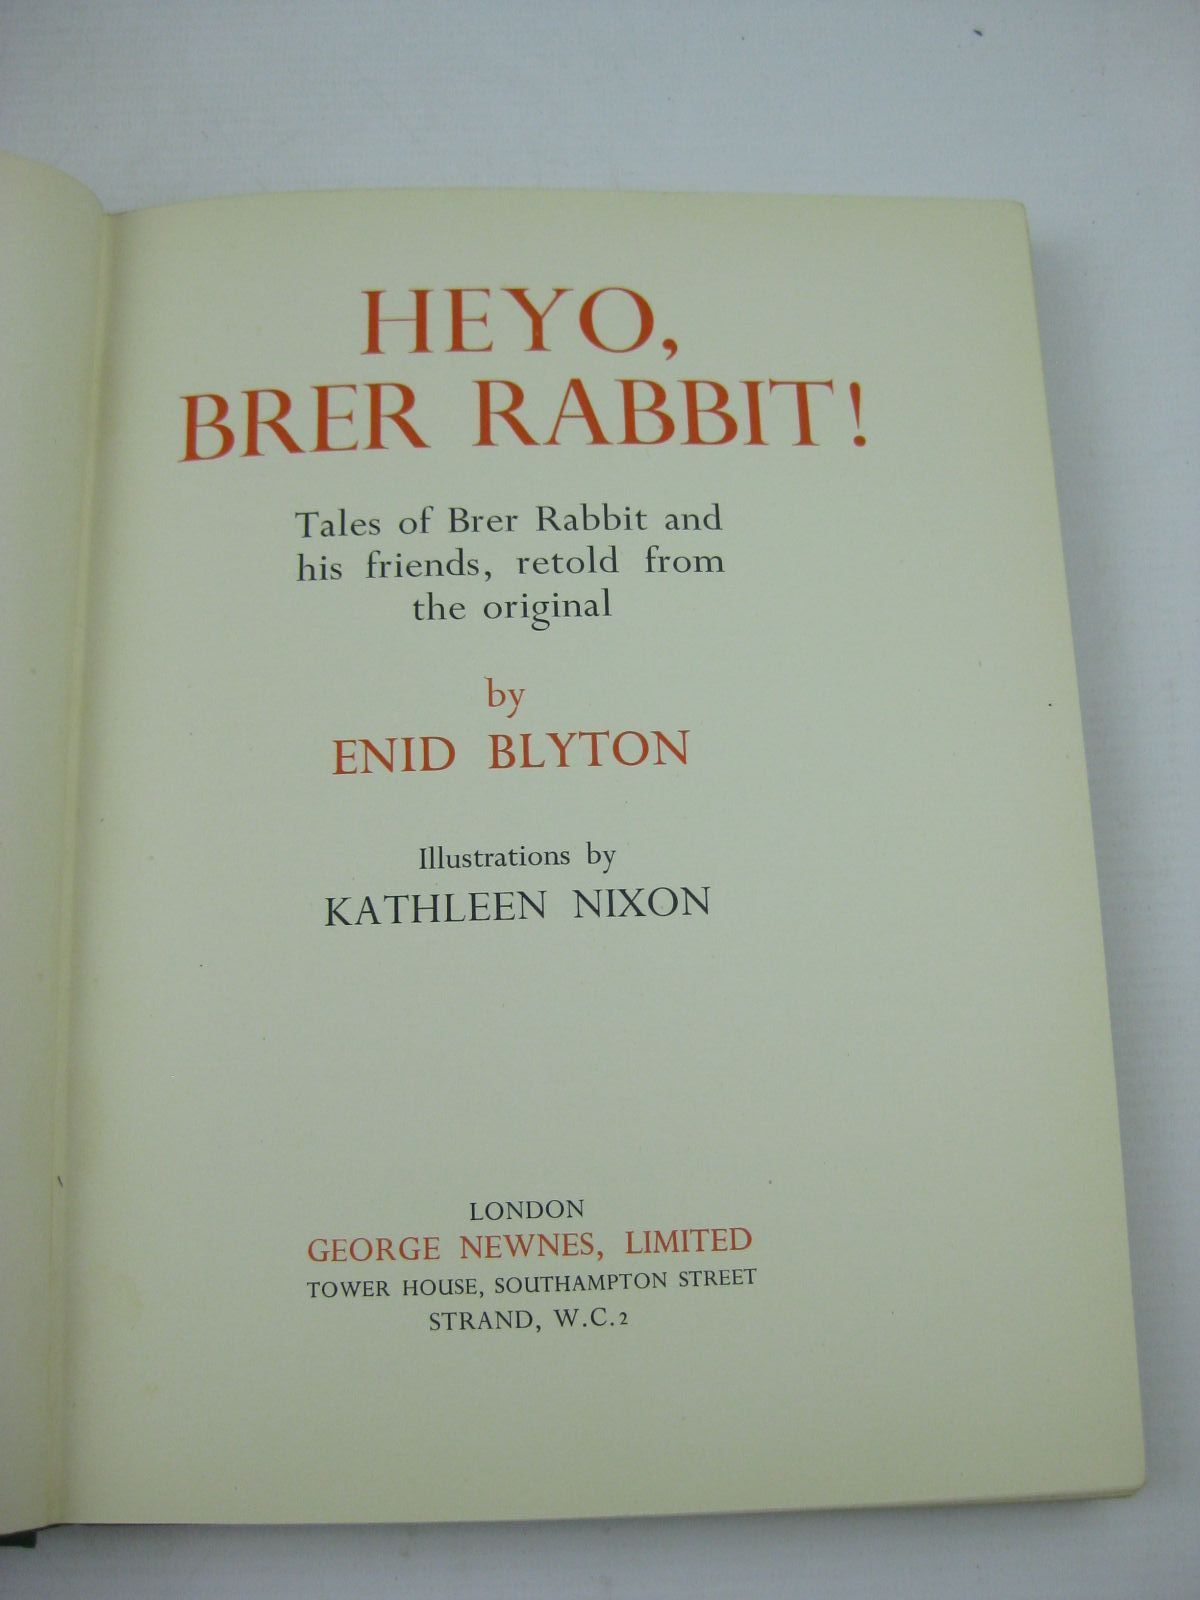 HEYO,
BRER RABBIT!
Tales of Brer Rabbit and
his friends, retold from
the original
by
ENID BLYTON
Illustrations by
KATHLEEN NIXON
LONDON
GEORGE NEWNES, LIMITED
TOWER HOUSE, SOUTHAMPTON STREET
STRAND, W.C.2